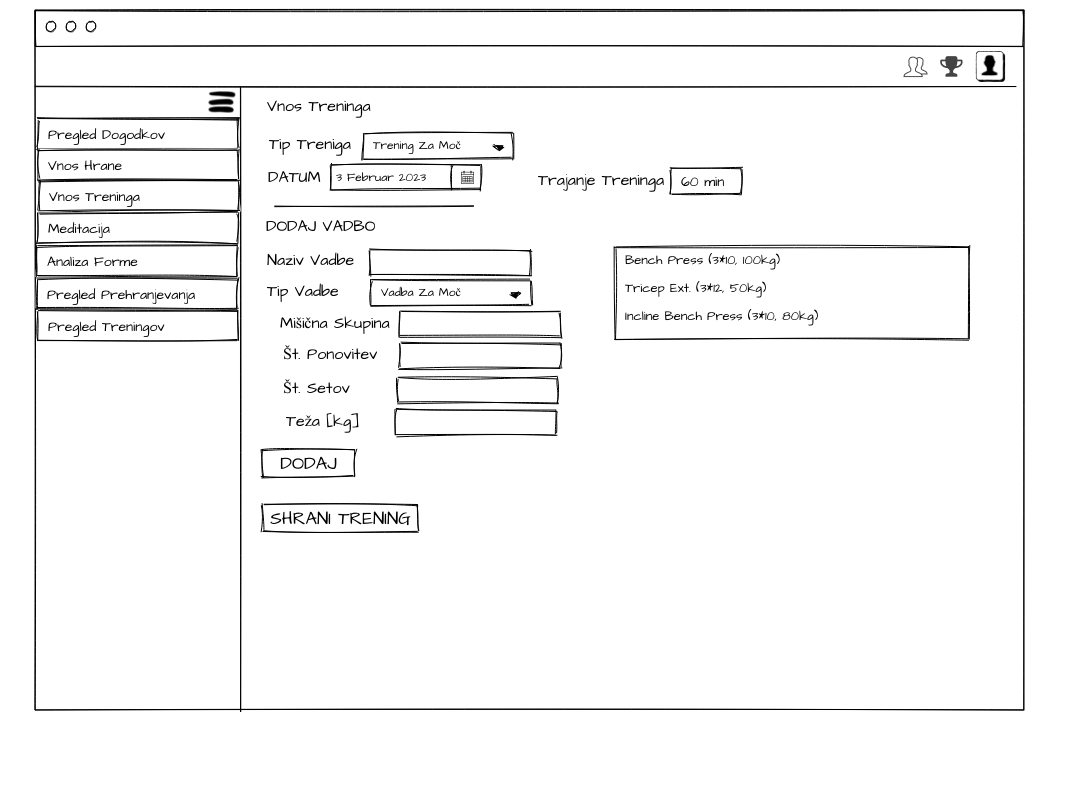 Pregled Dogodkov
Vnos Hrane
Vnos Treninga
Meditacija
Analiza Forme
Pregled Prehranjevanja
Pregled Treningov
Vnos Treninga
Tip Treniga Trening Za Moč
DATUM 3 Februar 2023
Trajanje Treninga 60 min
DODAJ VADBO
Naziv Vadbe
Tip Vadbe Vadba Za Moč
Mišična Skupina
Št. Ponovitev
Št. Setov
Teža [kg]
DODAJ
SHRANI TRENING
Bench Press (3*10, 100kg)
Tricep Ext. (3*12, 50kg)
Incline Bench Press (3*10, 80kg)